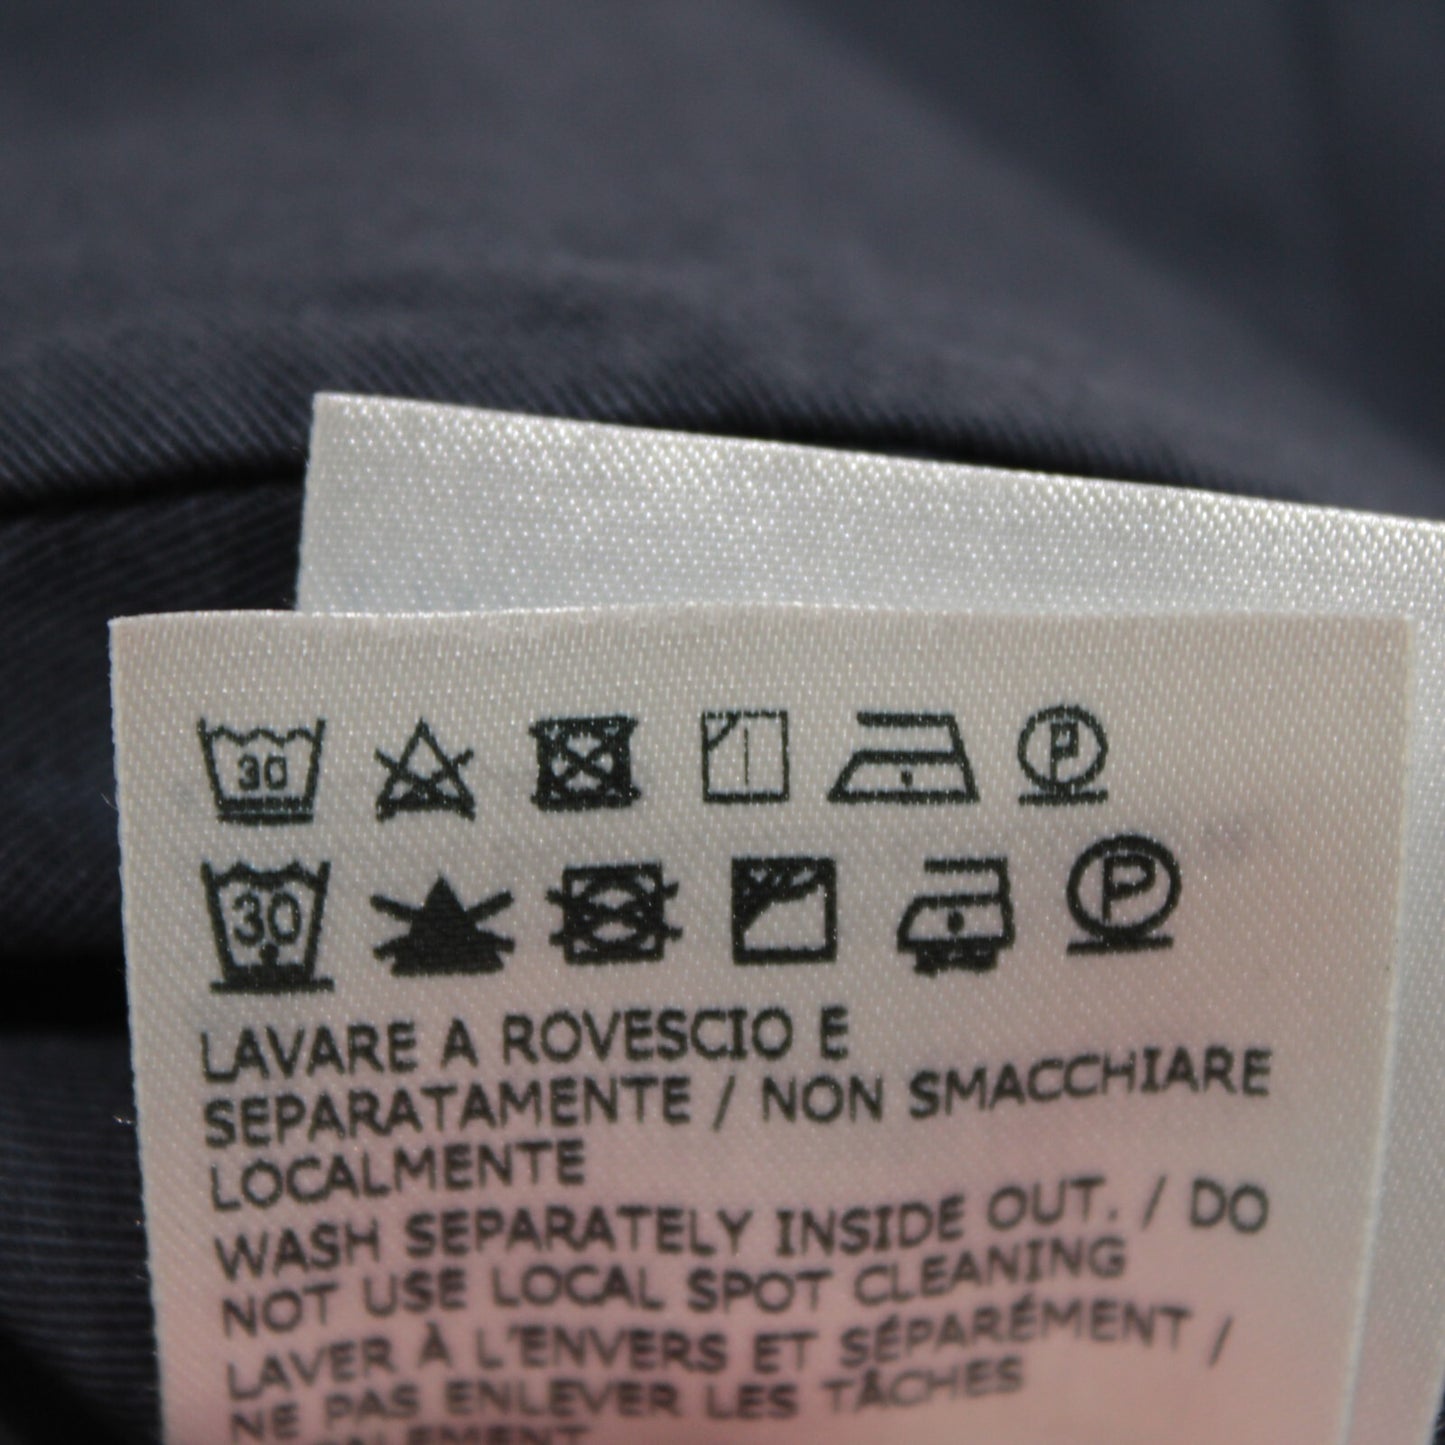 30 P
30 P
LAVARE A ROVESCIO E
SEPARATAMENTE / NON SMACCHIARE
LOCALMENTE
WASH SEPARATELY INSIDE OUT. / DO
NOT USE LOCAL SPOT CLEANING
LAVER À L'ENVERS ET SÉPARÉMENT /
NE PAS ENLEVER LES TÂCHES